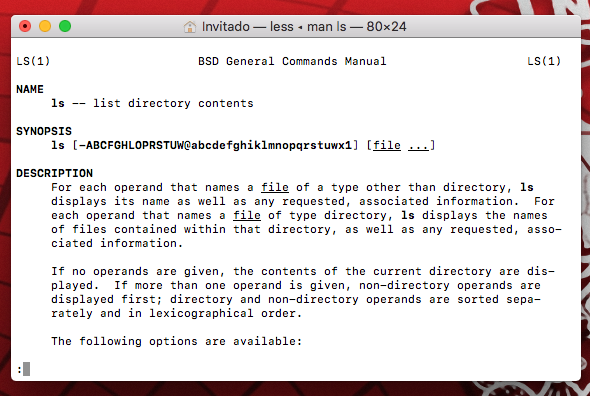 Invitado — less ◂ man ls — 80×24
LS(1) BSD General Commands Manual LS(1)
NAME
ls -- list directory contents
SYNOPSIS
ls [-ABCFGHLOPRSTUW@abcdefghiklmnopqrstuwx1] [file ...]
DESCRIPTION
For each operand that names a file of a type other than directory, ls
displays its name as well as any requested, associated information. For
each operand that names a file of type directory, ls displays the names
of files contained within that directory, as well as any requested, asso-
ciated information.
If no operands are given, the contents of the current directory are dis-
played. If more than one operand is given, non-directory operands are
displayed first; directory and non-directory operands are sorted sepa-
rately and in lexicographical order.
The following options are available:
: